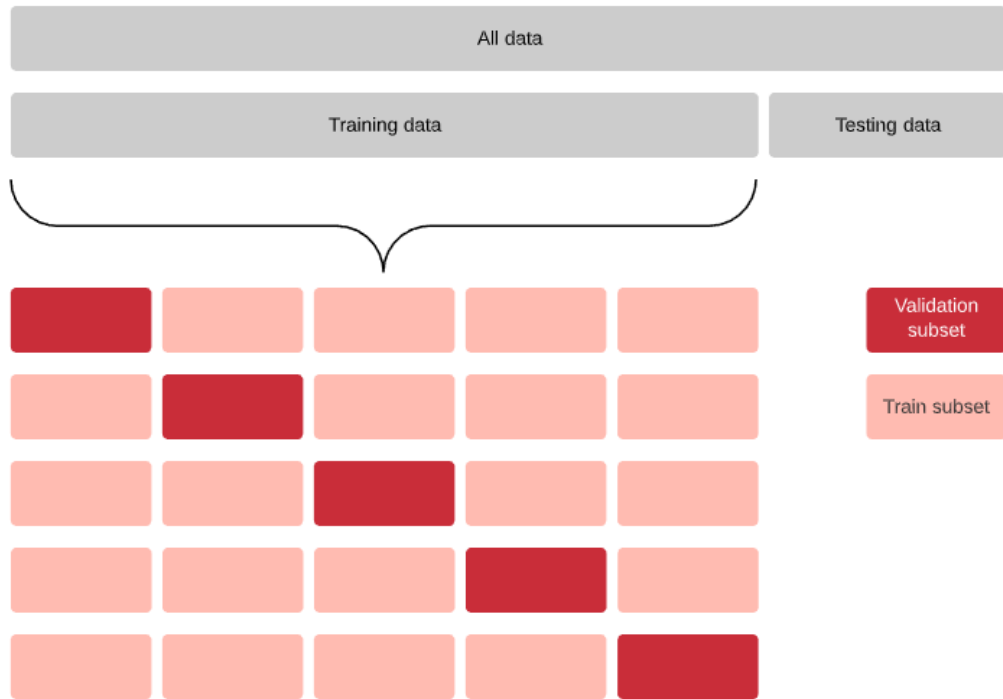 All data
Training data
Testing data
Validation
subset
Train subset